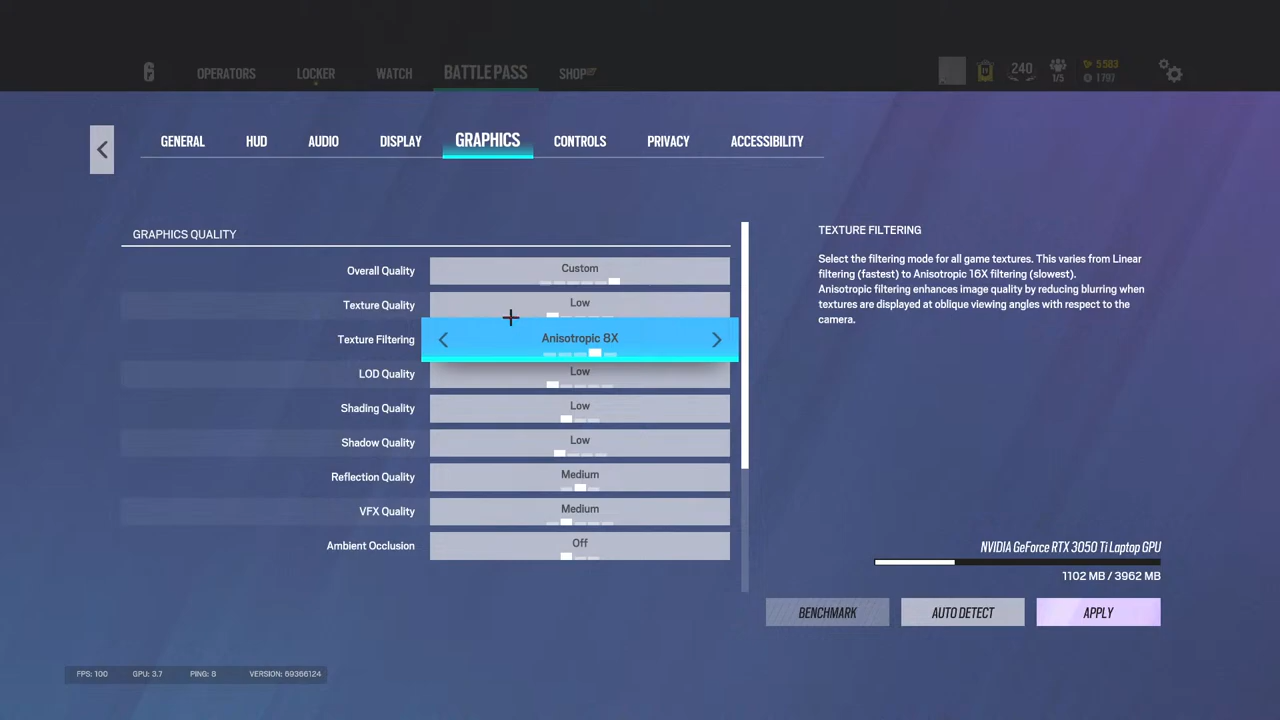 OPERATORS LOCKER WATCH BATTLE PASS SHOP
19 240 1/5 5 583 1797
GENERAL HUD AUDIO DISPLAY GRAPHICS CONTROLS PRIVACY ACCESSIBILITY
GRAPHICS QUALITY
Overall Quality Custom
Texture Quality Low
Texture Filtering Anisotropic 8X
LOD Quality Low
Shading Quality Low
Shadow Quality Low
Reflection Quality Medium
VFX Quality Medium
Ambient Occlusion Off
TEXTURE FILTERING
Select the filtering mode for all game textures. This varies from Linear
filtering (fastest) to Anisotropic 16X filtering (slowest).
Anisotropic filtering enhances image quality by reducing blurring when
textures are displayed at oblique viewing angles with respect to the
camera.
NVIDIA GeForce RTX 3050 Ti Laptop GPU
1102 MB / 3962 MB
BENCHMARK AUTO DETECT APPLY
FPS: 100 GPU: 3.7 PING: 9 VERSION: 69366124